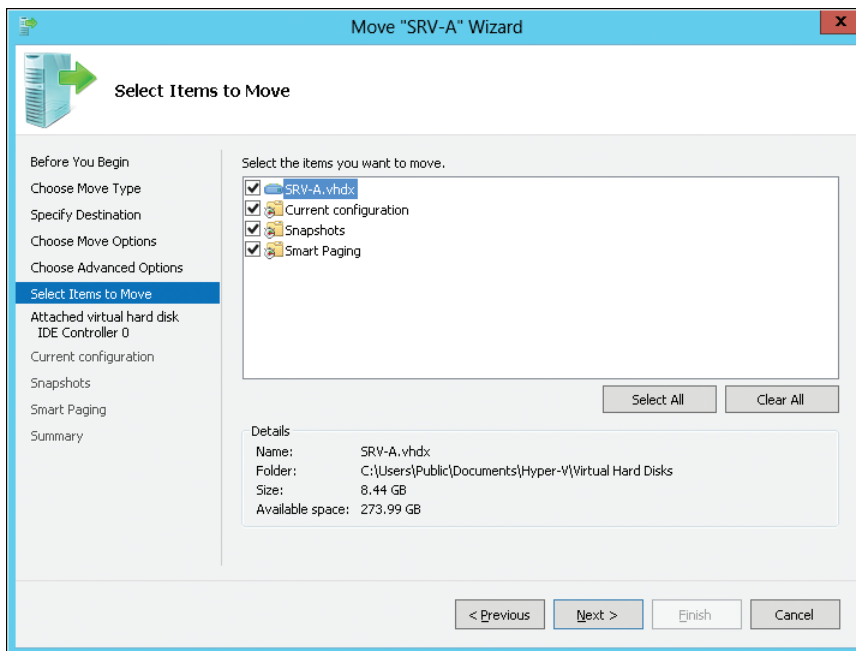 Move "SRV-A" Wizard
x
Select Items to Move
Before You Begin
Choose Move Type
Specify Destination
Choose Move Options
Choose Advanced Options
Select Items to Move
Attached virtual hard disk
IDE Controller 0
Current configuration
Snapshots
Smart Paging
Summary
Select the items you want to move.
SRV-A.vhdx
Current configuration
Snapshots
Smart Paging
Select All
Clear All
Details
Name: SRV-A.vhdx
Folder: C:\Users\Public\Documents\Hyper-V\Virtual Hard Disks
Size: 8.44 GB
Available space: 273.99 GB
< Previous
Next >
Finish
Cancel